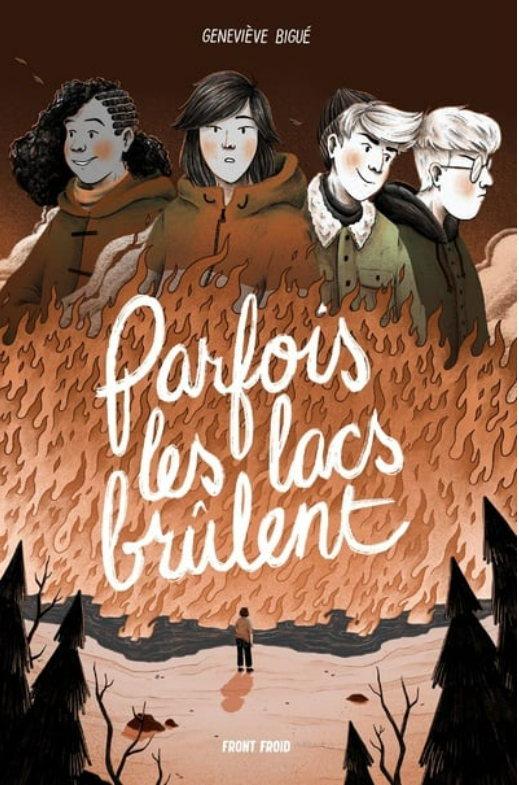 GENEVIÈVE BIGUÉ
Parfois
les lacs
brûlent
FRONT FROID